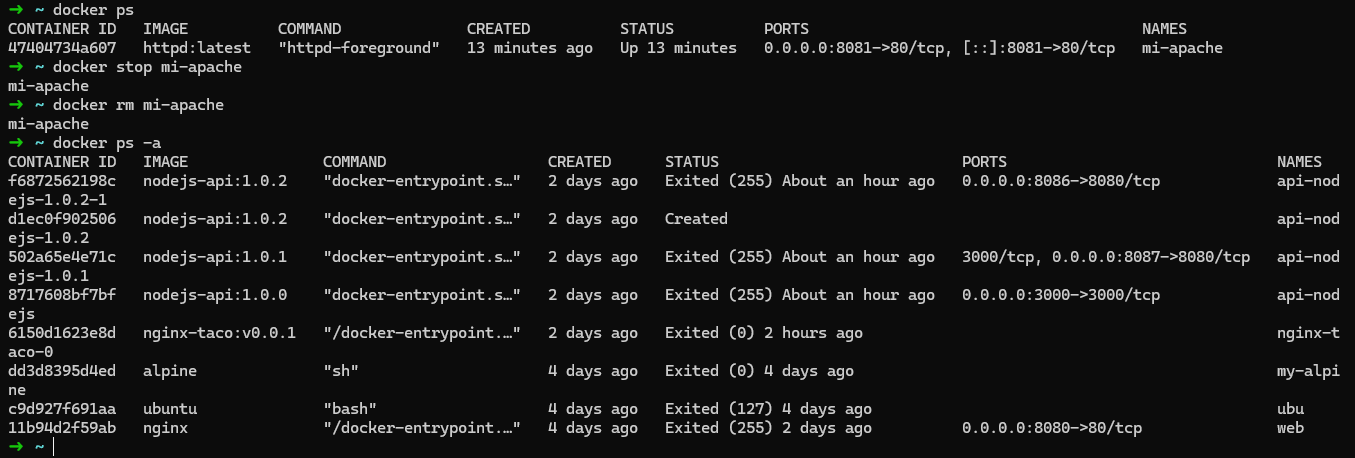 → ~ docker ps
CONTAINER ID   IMAGE          COMMAND              CREATED          STATUS          PORTS                                     NAMES
47404734a607   httpd:latest   "httpd-foreground"   13 minutes ago   Up 13 minutes   0.0.0.0:8081->80/tcp, [::]:8081->80/tcp   mi-apache
→ ~ docker stop mi-apache
mi-apache
→ ~ docker rm mi-apache
mi-apache
→ ~ docker ps -a
CONTAINER ID   IMAGE               COMMAND                  CREATED      STATUS                           PORTS                              NAMES
f6872562198c   nodejs-api:1.0.2    "docker-entrypoint.s…"   2 days ago   Exited (255) About an hour ago   0.0.0.0:8086->8080/tcp             api-nod
ejs-1.0.2-1
d1ec0f902506   nodejs-api:1.0.2    "docker-entrypoint.s…"   2 days ago   Created                                                             api-nod
ejs-1.0.2
502a65e4e71c   nodejs-api:1.0.1    "docker-entrypoint.s…"   2 days ago   Exited (255) About an hour ago   3000/tcp, 0.0.0.0:8087->8080/tcp   api-nod
ejs-1.0.1
8717608bf7bf   nodejs-api:1.0.0    "docker-entrypoint.s…"   2 days ago   Exited (255) About an hour ago   0.0.0.0:3000->3000/tcp             api-nod
ejs
6150d1623e8d   nginx-taco:v0.0.1   "/docker-entrypoint.…"   2 days ago   Exited (0) 2 hours ago                                              nginx-t
aco-0
dd3d8395d4ed   alpine              "sh"                     4 days ago   Exited (0) 4 days ago                                               my-alpi
ne
c9d927f691aa   ubuntu              "bash"                   4 days ago   Exited (127) 4 days ago                                             ubu
11b94d2f59ab   nginx               "/docker-entrypoint.…"   4 days ago   Exited (255) 2 days ago          0.0.0.0:8080->80/tcp               web
→ ~